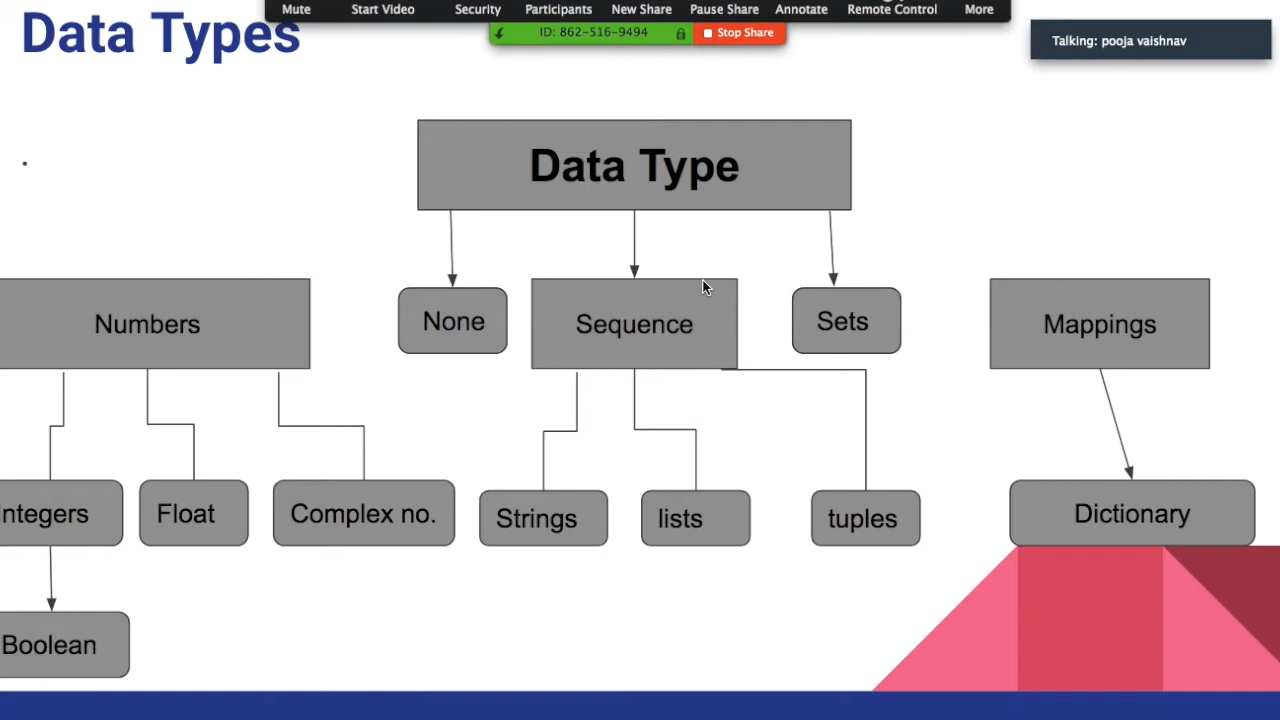 Mute Start Video Security Participants New Share Pause Share Annotate Remote Control More
Data Types
ID: 862-516-9494 Stop Share
Talking: pooja vaishnav
.
Data Type
Numbers None Sequence Sets Mappings
ntegers Float Complex no. Strings lists tuples Dictionary
Boolean